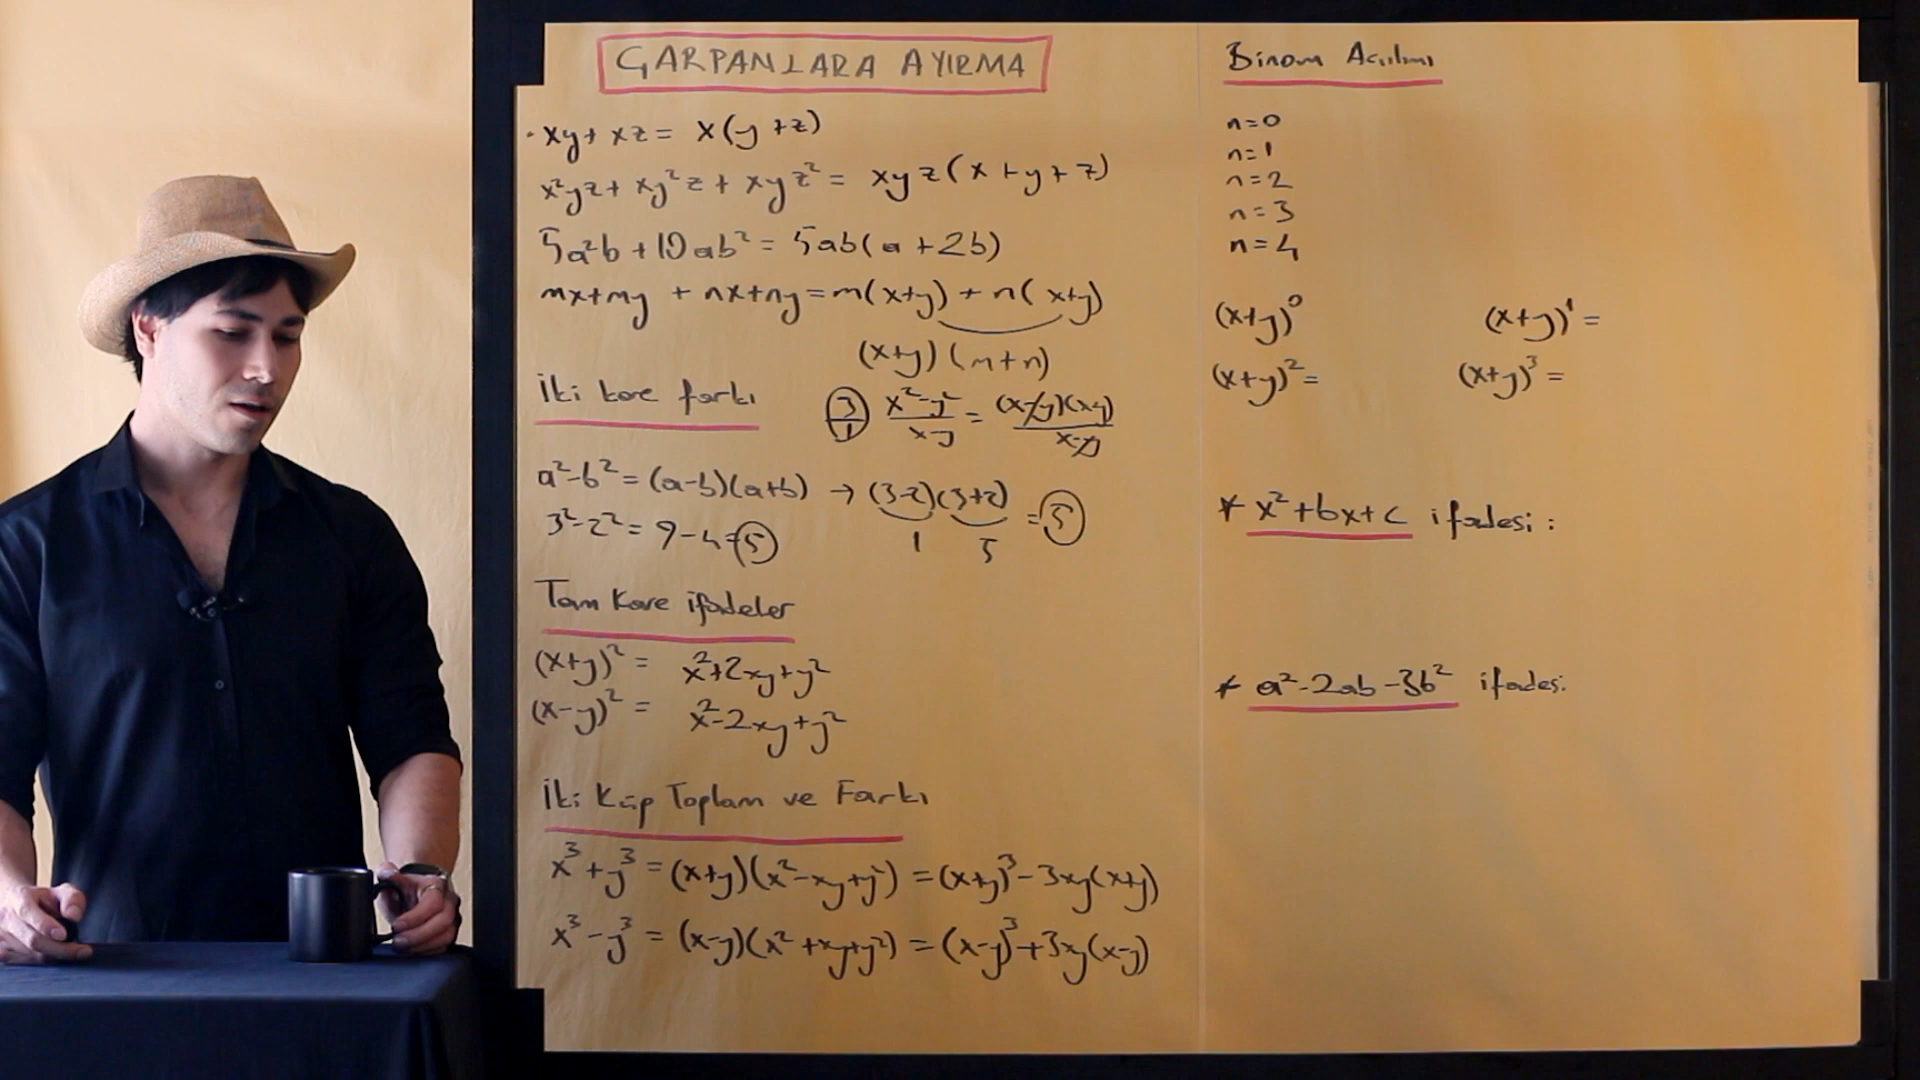 ÇARPANLARA AYIRMA
· xy + xz = x(y+z)
x²yz + xy²z + xyz² = xyz(x+y+z)
5a²b + 10ab² = 5ab(a+2b)
mx+my + nx+ny = m(x+y) + n(x+y)
(x+y)(m+n)
İki kare farkı
3/1 x²-y²/x-y = (x-y)(x+y)/x-y
a²-b² = (a-b)(a+b) → (3-2)(3+2) = 5
1 5
3²-2² = 9-4=5
Tam Kare ifadeler
(x+y)² = x²+2xy+y²
(x-y)² = x²-2xy+y²
İki Küp Toplam ve Farkı
x³+y³ = (x+y)(x²-xy+y²) = (x+y)³-3xy(x+y)
x³-y³ = (x-y)(x²+xy+y²) = (x-y)³+3xy(x-y)
Binom Açılımı
n=0
n=1
n=2
n=3
n=4
(x+y)⁰ (x+y)¹ =
(x+y)² = (x+y)³ =
* x²+bx+c ifadesi :
* a²-2ab-3b² ifadesi